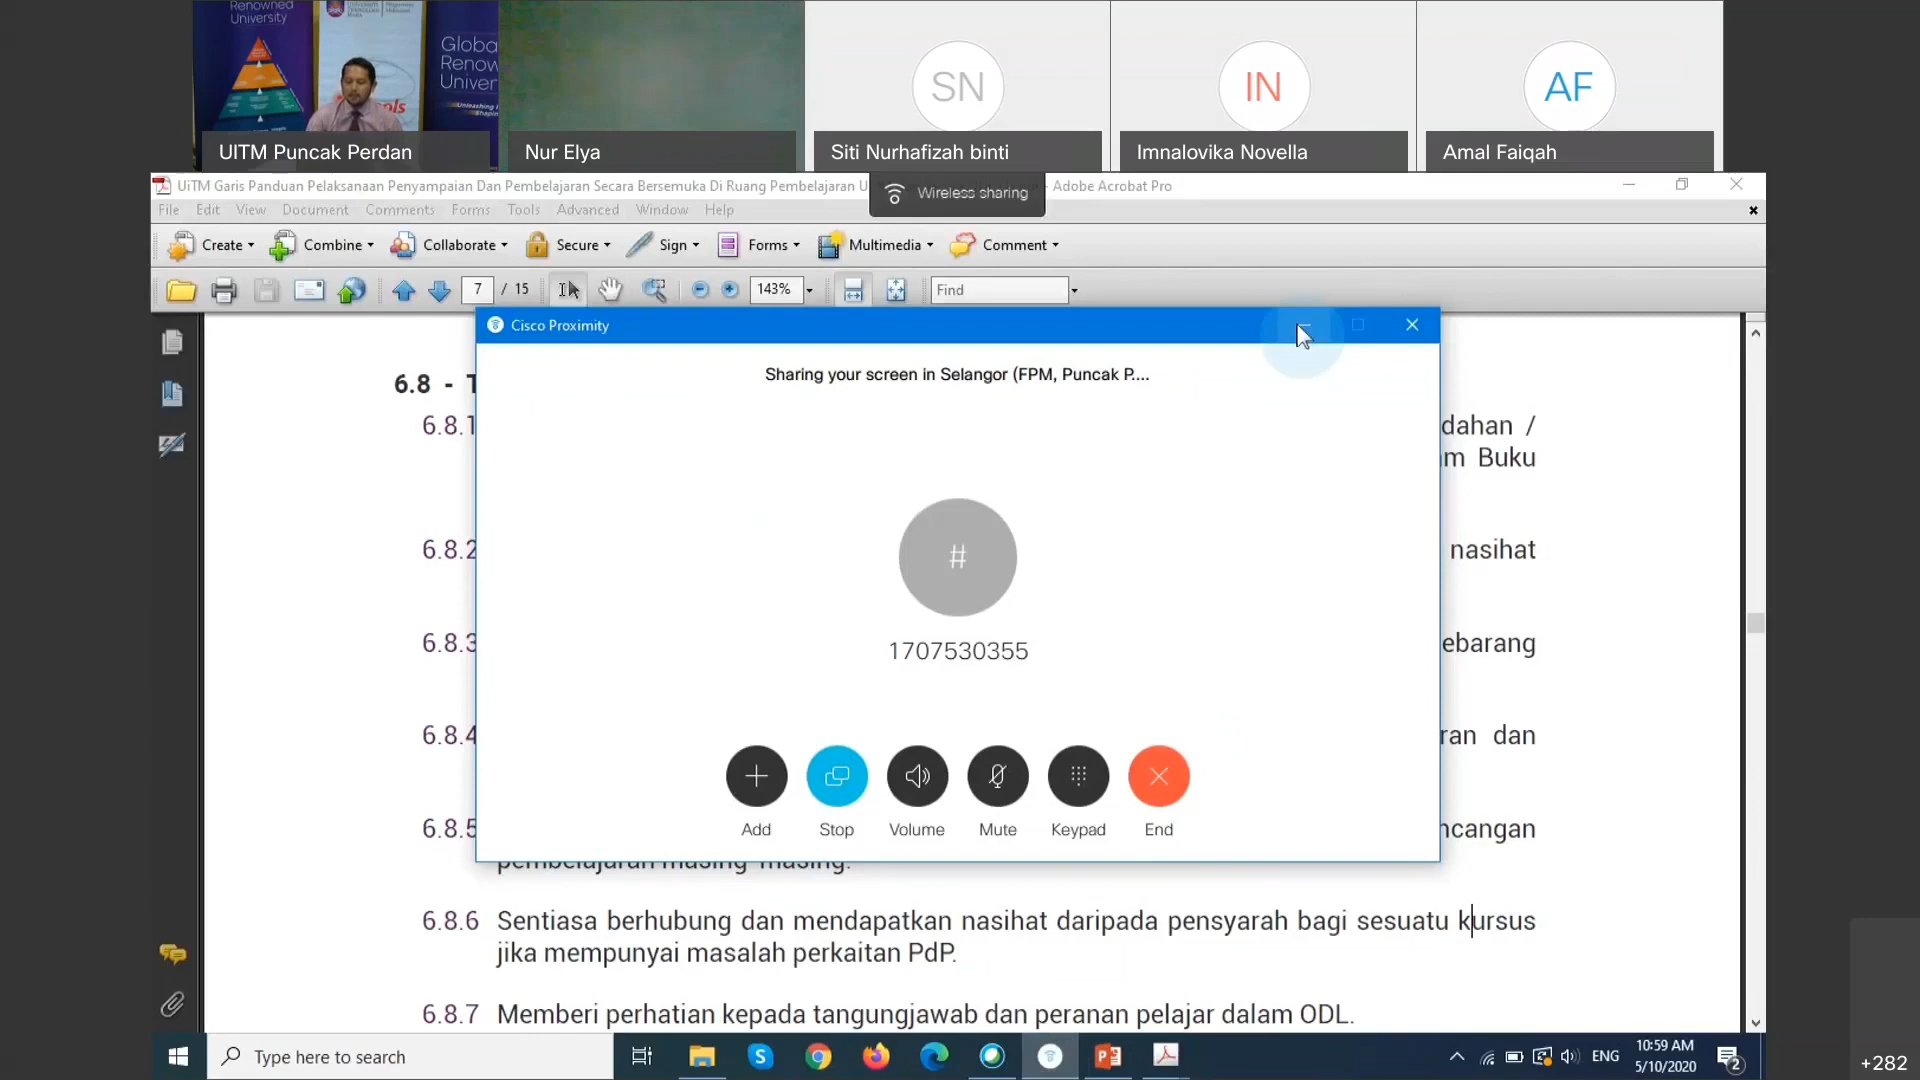 Renowned
University
Global
Renown
Univer
Unleashing
UITM Puncak Perdan
Nur Elya
SN
Siti Nurhafizah binti
IN
Imnalovika Novella
AF
Amal Faiqah
UiTM Garis Panduan Pelaksanaan Penyampaian Dan Pembelajaran Secara Bersemuka Di Ruang Pembelajaran U
- Adobe Acrobat Pro
Wireless sharing
File Edit View Document Comments Forms Tools Advanced Window Help
Create Combine Collaborate Secure Sign Forms Multimedia Comment
7 / 15 143% Find
Cisco Proximity
Sharing your screen in Selangor (FPM, Puncak P....
#
1707530355
Add Stop Volume Mute Keypad End
6.8 - T
6.8.1 dahan /
m Buku
6.8.2 nasihat
6.8.3 ebarang
6.8.4 ran dan
6.8.5 ncangan
pembelajaran masing-masing.
6.8.6 Sentiasa berhubung dan mendapatkan nasihat daripada pensyarah bagi sesuatu kursus
jika mempunyai masalah perkaitan PdP.
6.8.7 Memberi perhatian kepada tangungjawab dan peranan pelajar dalam ODL.
Type here to search
ENG
10:59 AM
5/10/2020
2
+282